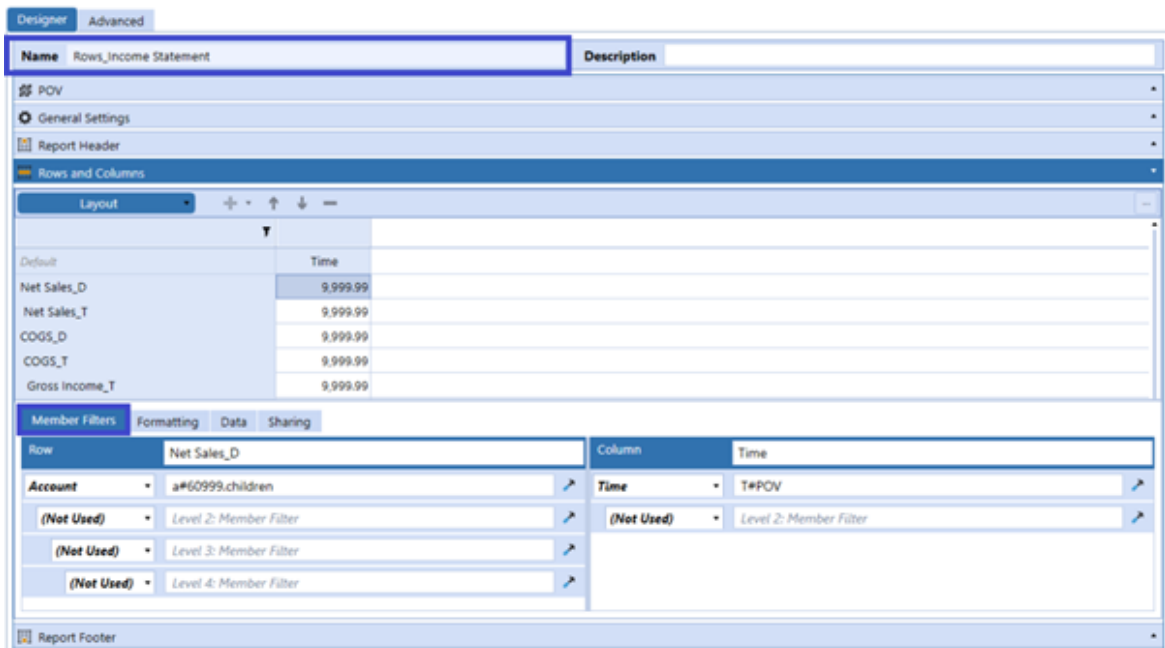 Designer Advanced
Name Rows_Income Statement Description
POV
General Settings
Report Header
Rows and Columns
Layout
Default Time
Net Sales_D 9,999.99
Net Sales_T 9,999.99
COGS_D 9,999.99
COGS_T 9,999.99
Gross Income_T 9,999.99
Member Filters Formatting Data Sharing
Row Net Sales_D Column Time
Account a#60999.children Time T#POV
(Not Used) Level 2: Member Filter (Not Used) Level 2: Member Filter
(Not Used) Level 3: Member Filter
(Not Used) Level 4: Member Filter
Report Footer